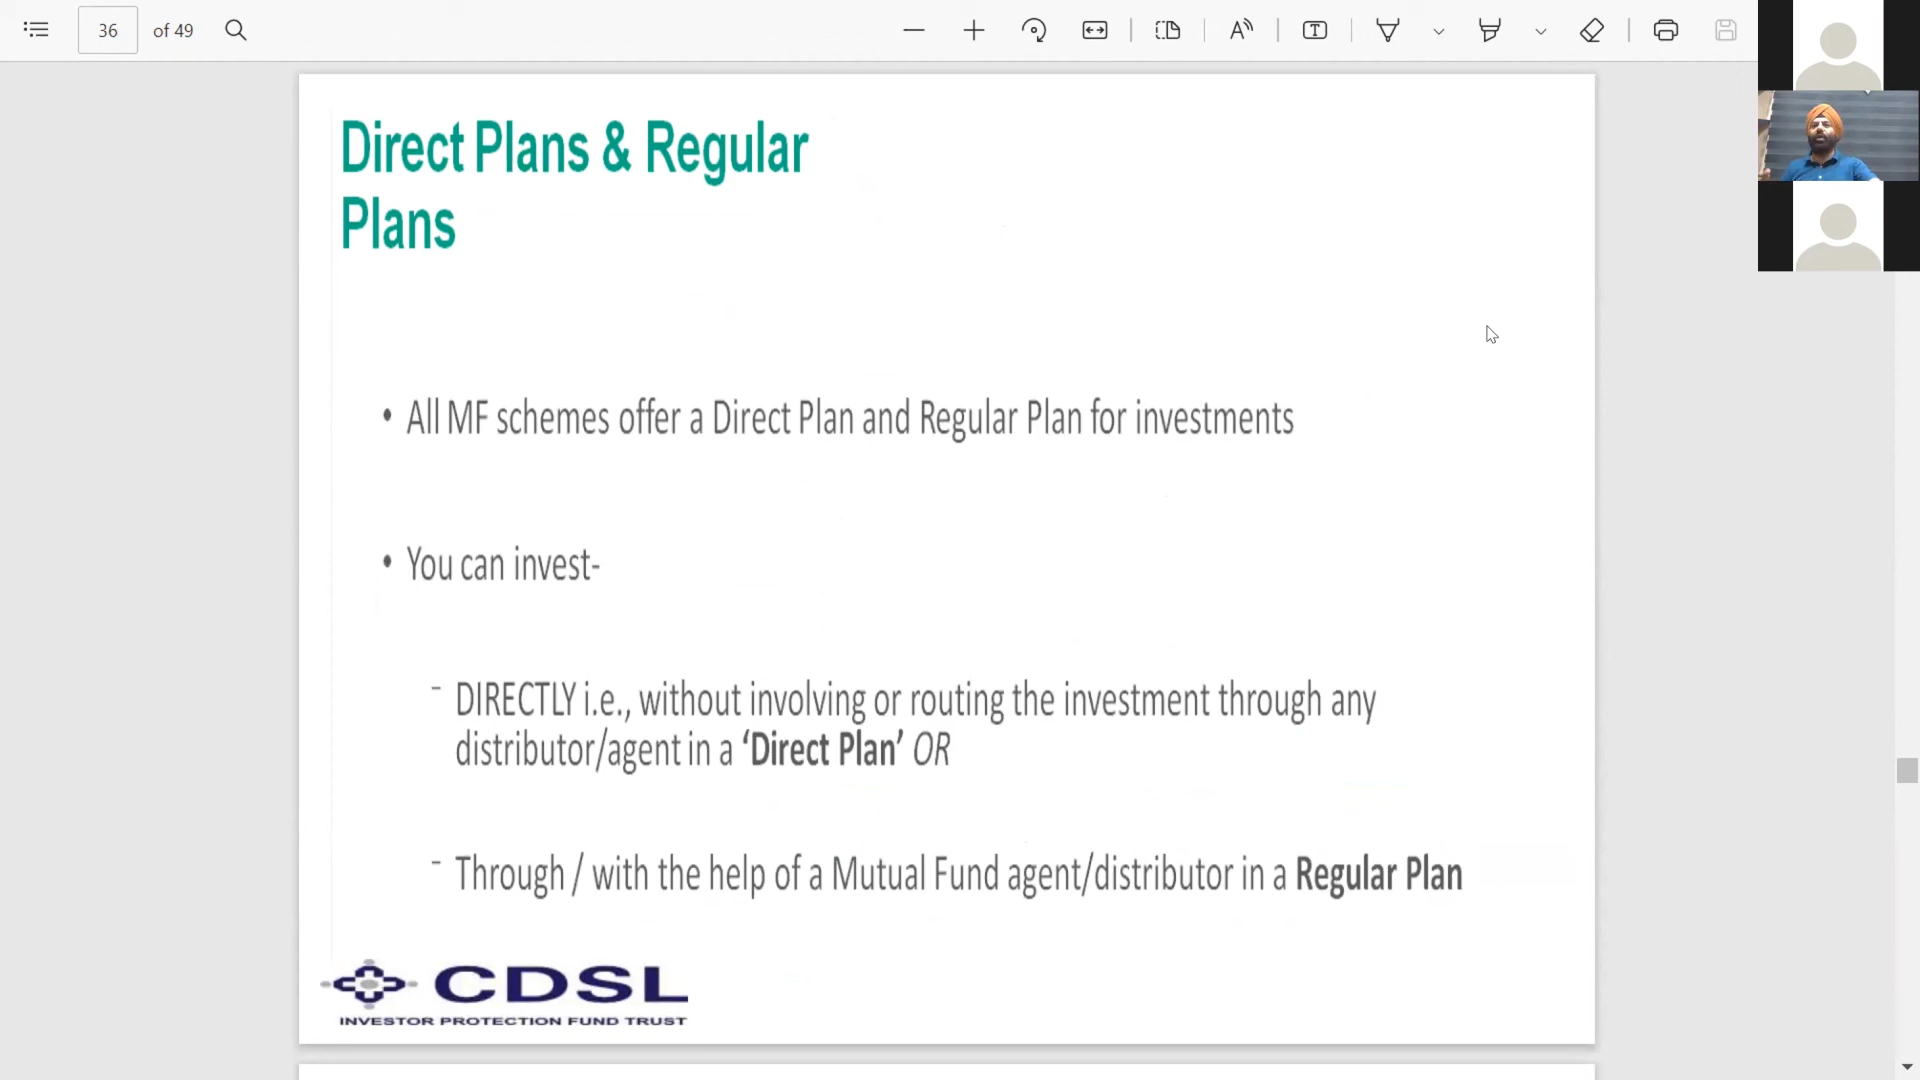 36 of 49
Direct Plans & Regular
Plans
• All MF schemes offer a Direct Plan and Regular Plan for investments
• You can invest-
- DIRECTLY i.e., without involving or routing the investment through any
distributor/agent in a ‘Direct Plan’ OR
- Through / with the help of a Mutual Fund agent/distributor in a Regular Plan
CDSL
INVESTOR PROTECTION FUND TRUST